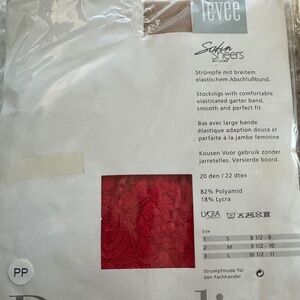 levee
Satin
Sheers
Strümpfe mit breitem
elastischem Abschlußbund.
Stockings with comfortable
elasticated garter band,
smooth and perfect fit
Bas avec large bande
élastique adaption douce et
parfaite à la jambe feminine
Kousen Voor gebruik zonder
jarretelles. Versierde boord.
20 den / 22 dtex
82% Polyamid
18% Lycra
LYCRA
SIZE
1 S 8 1/2 - 9
2 M 9 1/2 - 10
3 L 10 1/2 - 11
Strumpfmode für
den Fachhandel
PP